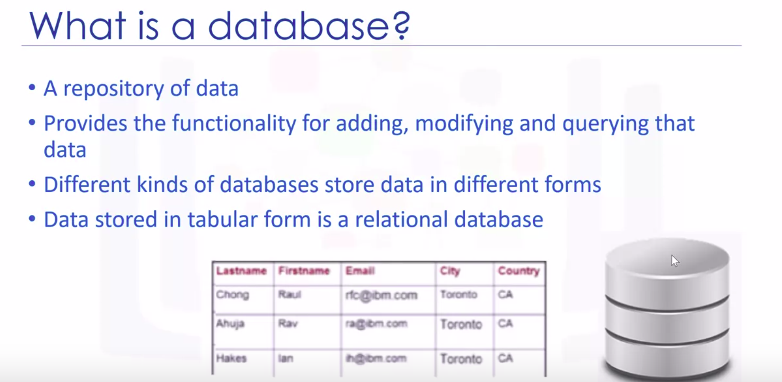 What is a database?
• A repository of data
• Provides the functionality for adding, modifying and querying that
data
• Different kinds of databases store data in different forms
• Data stored in tabular form is a relational database
Lastname Firstname Email City Country
Chong Raul rfc@ibm.com Toronto CA
Ahuja Rav ra@ibm.com Toronto CA
Hakes Ian ih@ibm.com Toronto CA